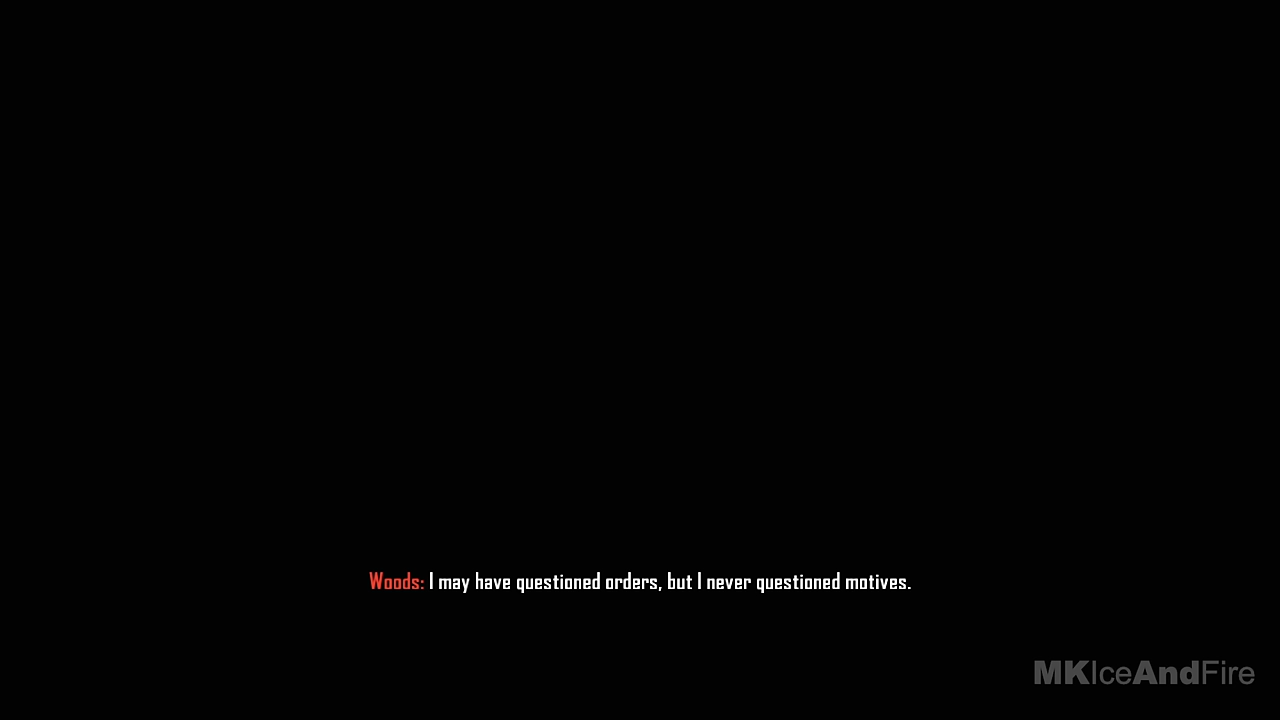 Woods: I may have questioned orders, but I never questioned motives.
MKIceAndFire